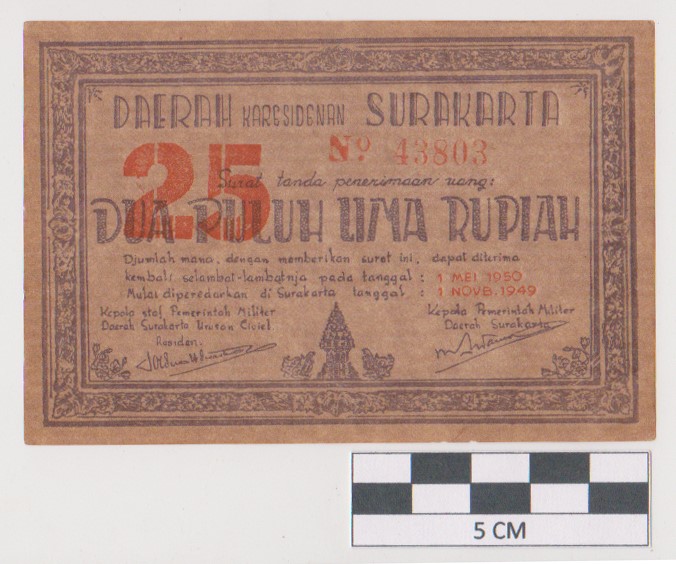 DAERAH KARESIDENAN SURAKARTA
25
No 43803
Surat tanda penerimaan uang:
DUA PULUH LIMA RUPIAH
Djumlah mana, dengan memberikan surat ini, dapat diterima
kembali selambat-lambatnja pada tanggal : 1 MEI 1950
Mulai diperedarkan di Surakarta tanggal : 1 NOVB. 1949
Kepala staf Pemerintah Militer
Daerah Surakarta Urusan Civiel
Residen.
Kepala Pemerintah Militer
Daerah Surakarta
5 CM